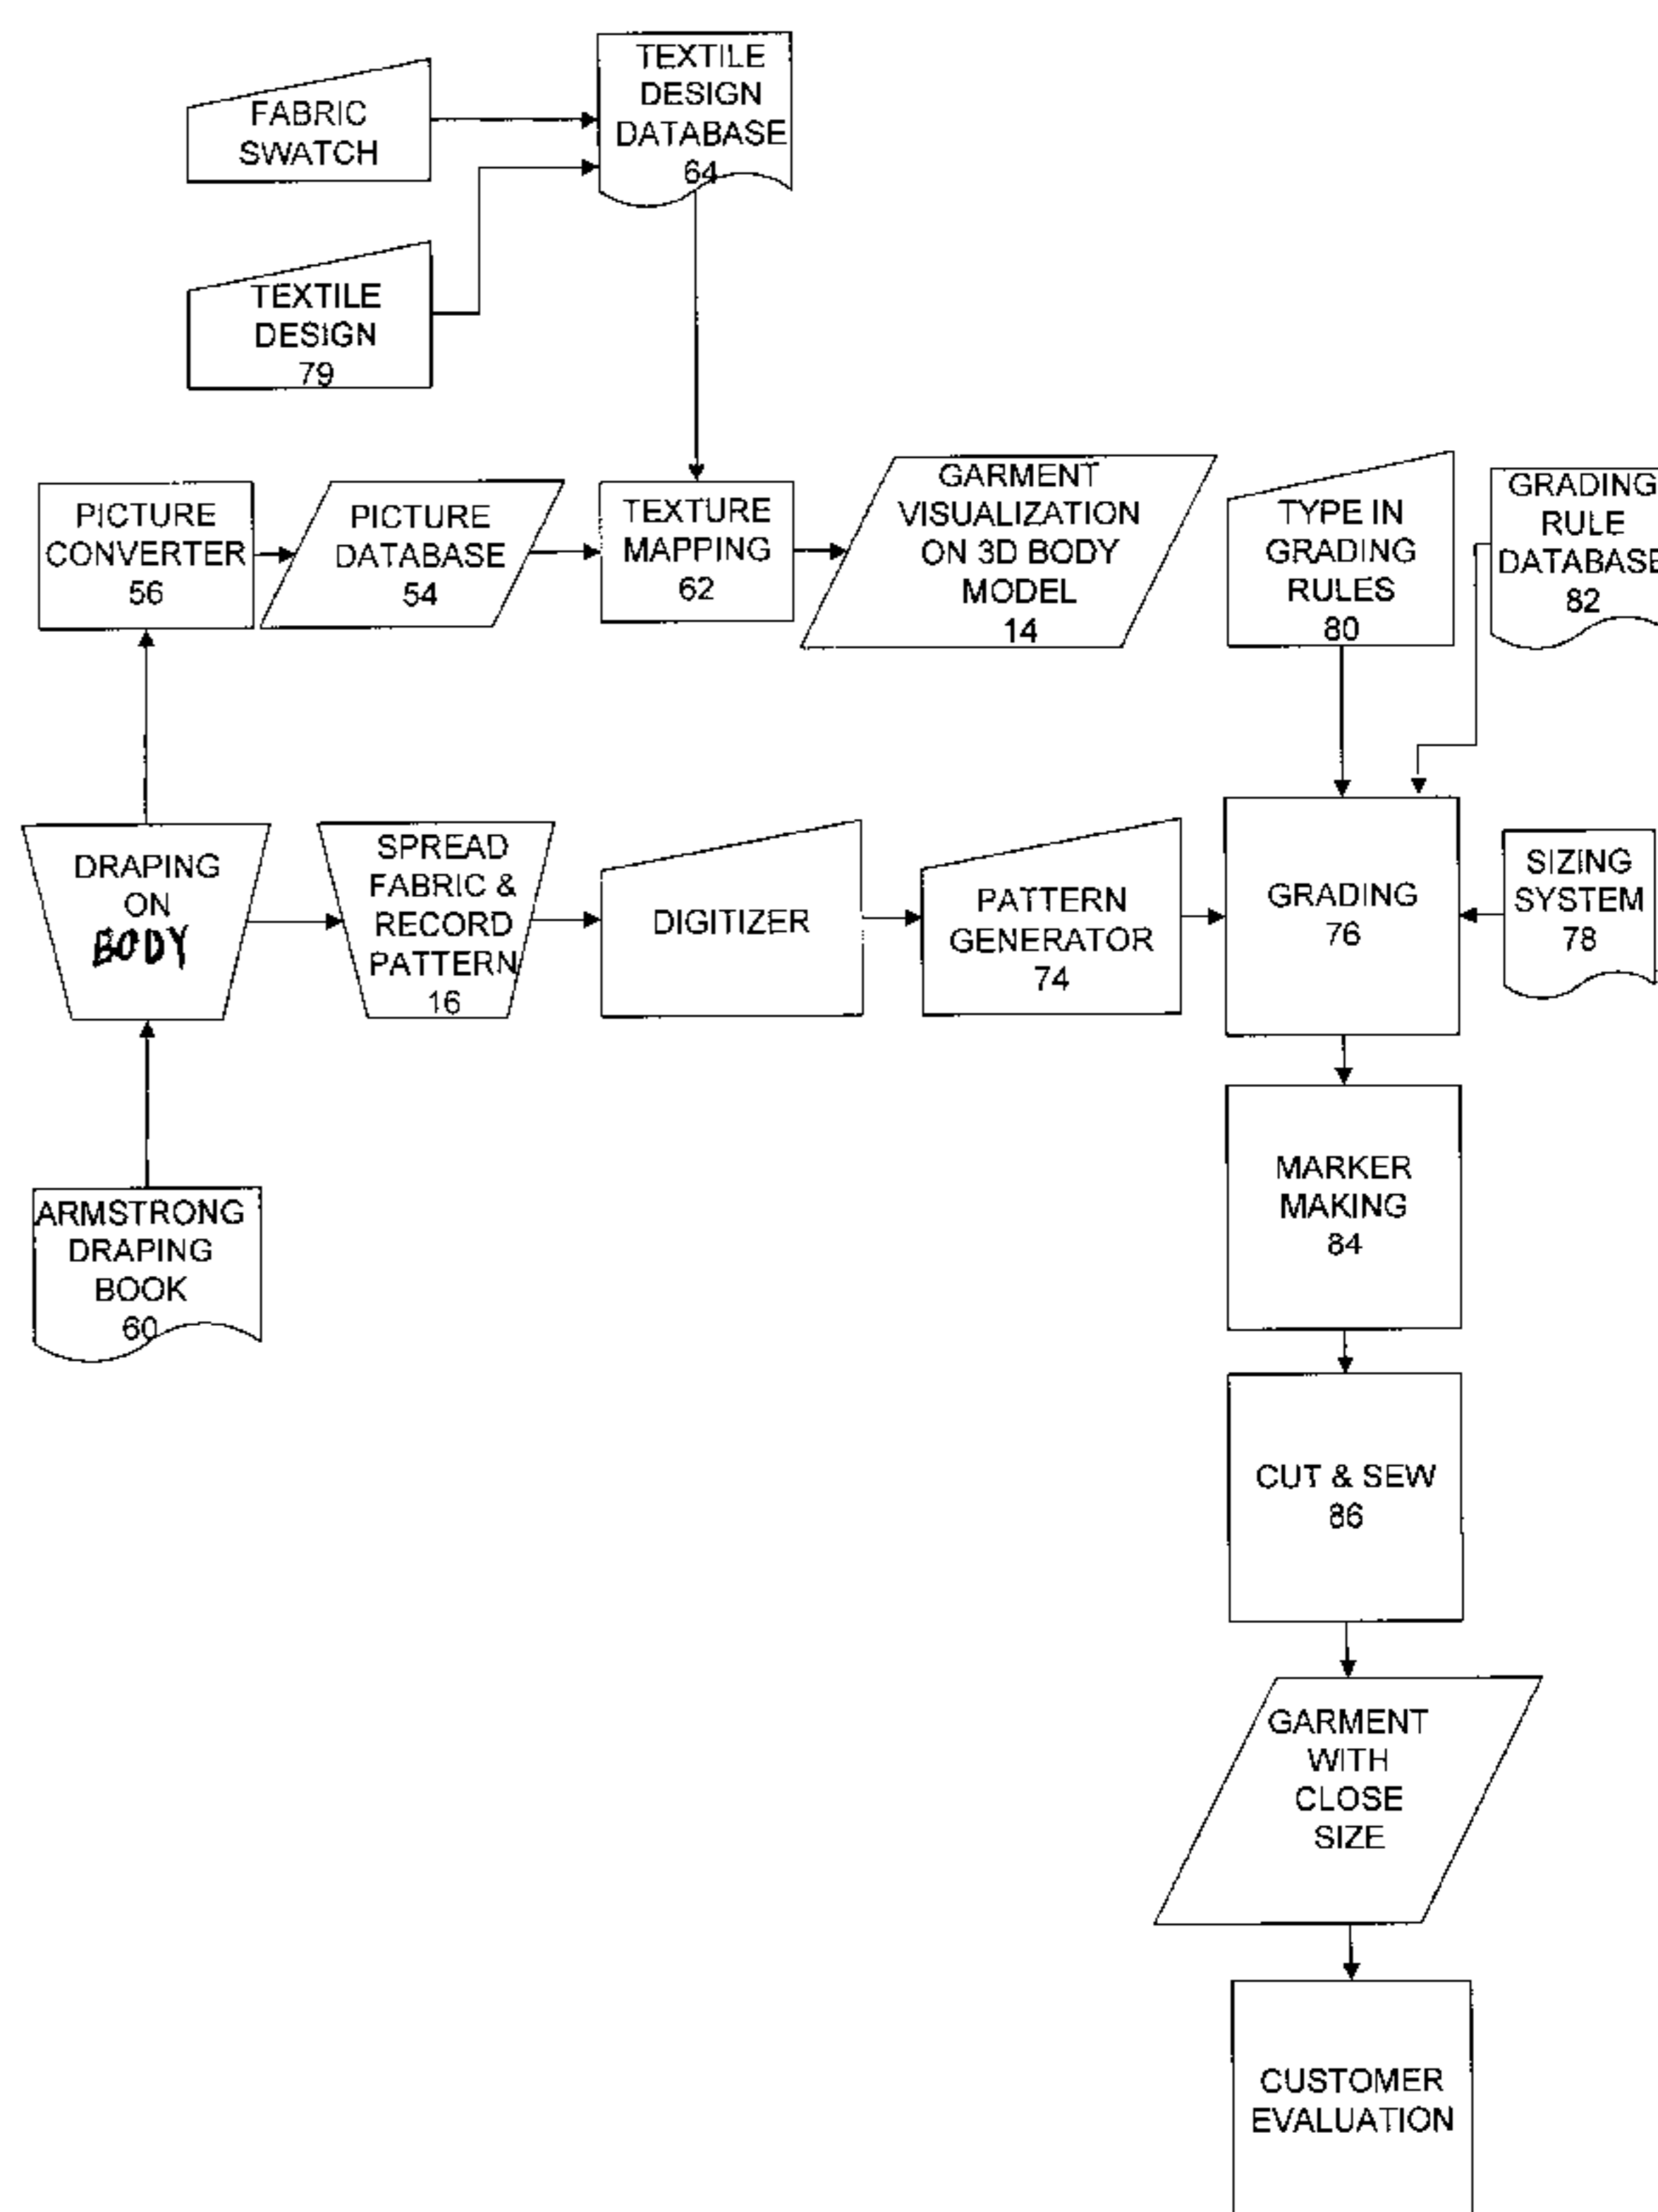 TEXTILE
DESIGN
DATABASE
64
FABRIC
SWATCH
TEXTILE
DESIGN
79
PICTURE
CONVERTER
56
PICTURE
DATABASE
54
TEXTURE
MAPPING
62
GARMENT
VISUALIZATION
ON 3D BODY
MODEL
14
TYPE IN
GRADING
RULES
80
GRADING
RULE
DATABASE
82
DRAPING
ON
BODY
SPREAD
FABRIC &
RECORD
PATTERN
16
DIGITIZER
PATTERN
GENERATOR
74
GRADING
76
SIZING
SYSTEM
78
ARMSTRONG
DRAPING
BOOK
60
MARKER
MAKING
84
CUT & SEW
86
GARMENT
WITH
CLOSE
SIZE
CUSTOMER
EVALUATION